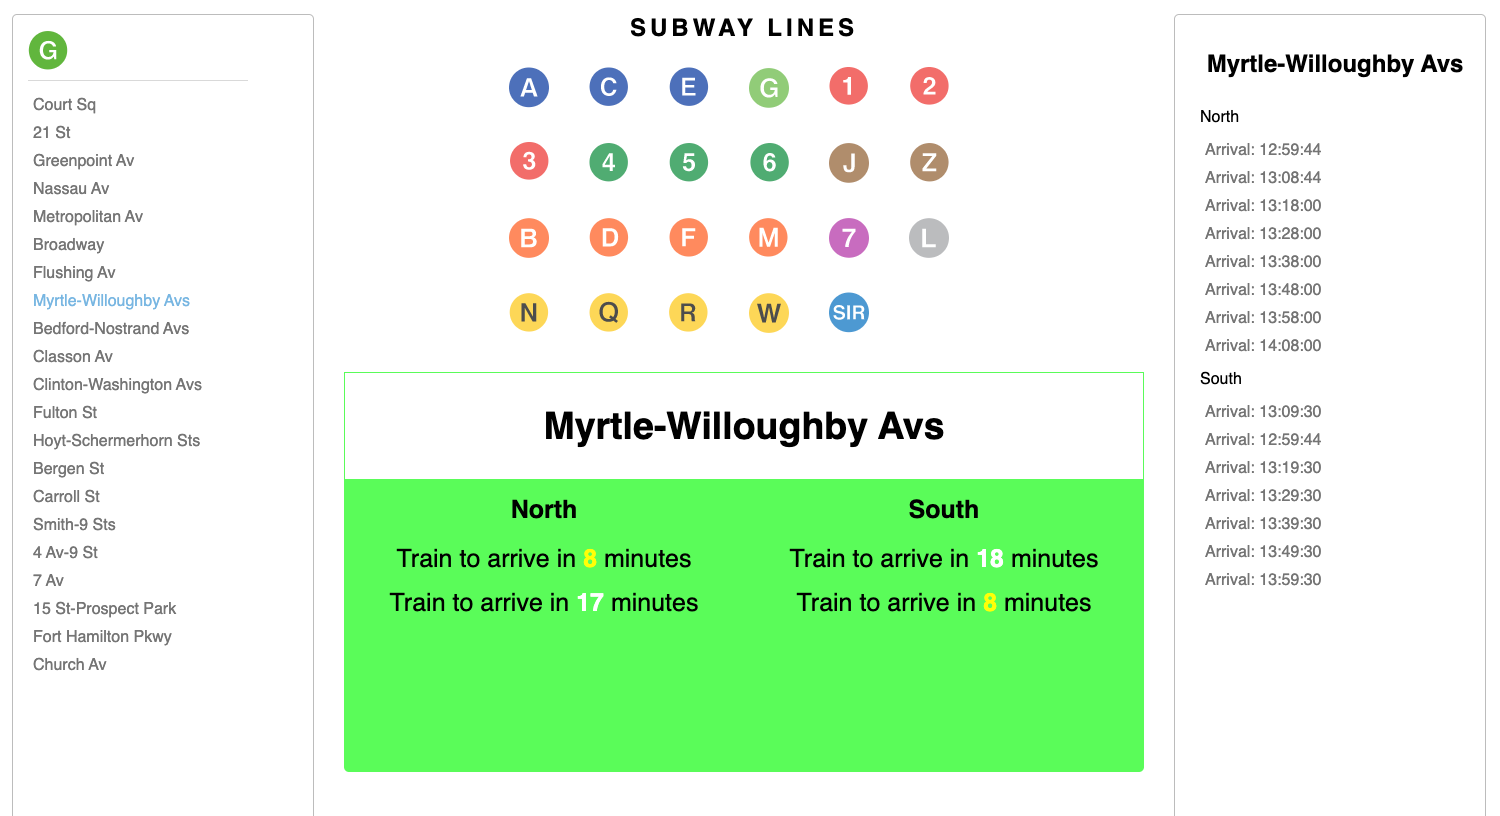 G
Court Sq
21 St
Greenpoint Av
Nassau Av
Metropolitan Av
Broadway
Flushing Av
Myrtle-Willoughby Avs
Bedford-Nostrand Avs
Classon Av
Clinton-Washington Avs
Fulton St
Hoyt-Schermerhorn Sts
Bergen St
Carroll St
Smith-9 Sts
4 Av-9 St
7 Av
15 St-Prospect Park
Fort Hamilton Pkwy
Church Av
SUBWAY LINES
A C E G 1 2
3 4 5 6 J Z
B D F M 7 L
N Q R W SIR
Myrtle-Willoughby Avs
North
Train to arrive in 8 minutes
Train to arrive in 17 minutes
South
Train to arrive in 18 minutes
Train to arrive in 8 minutes
Myrtle-Willoughby Avs
North
Arrival: 12:59:44
Arrival: 13:08:44
Arrival: 13:18:00
Arrival: 13:28:00
Arrival: 13:38:00
Arrival: 13:48:00
Arrival: 13:58:00
Arrival: 14:08:00
South
Arrival: 13:09:30
Arrival: 12:59:44
Arrival: 13:19:30
Arrival: 13:29:30
Arrival: 13:39:30
Arrival: 13:49:30
Arrival: 13:59:30